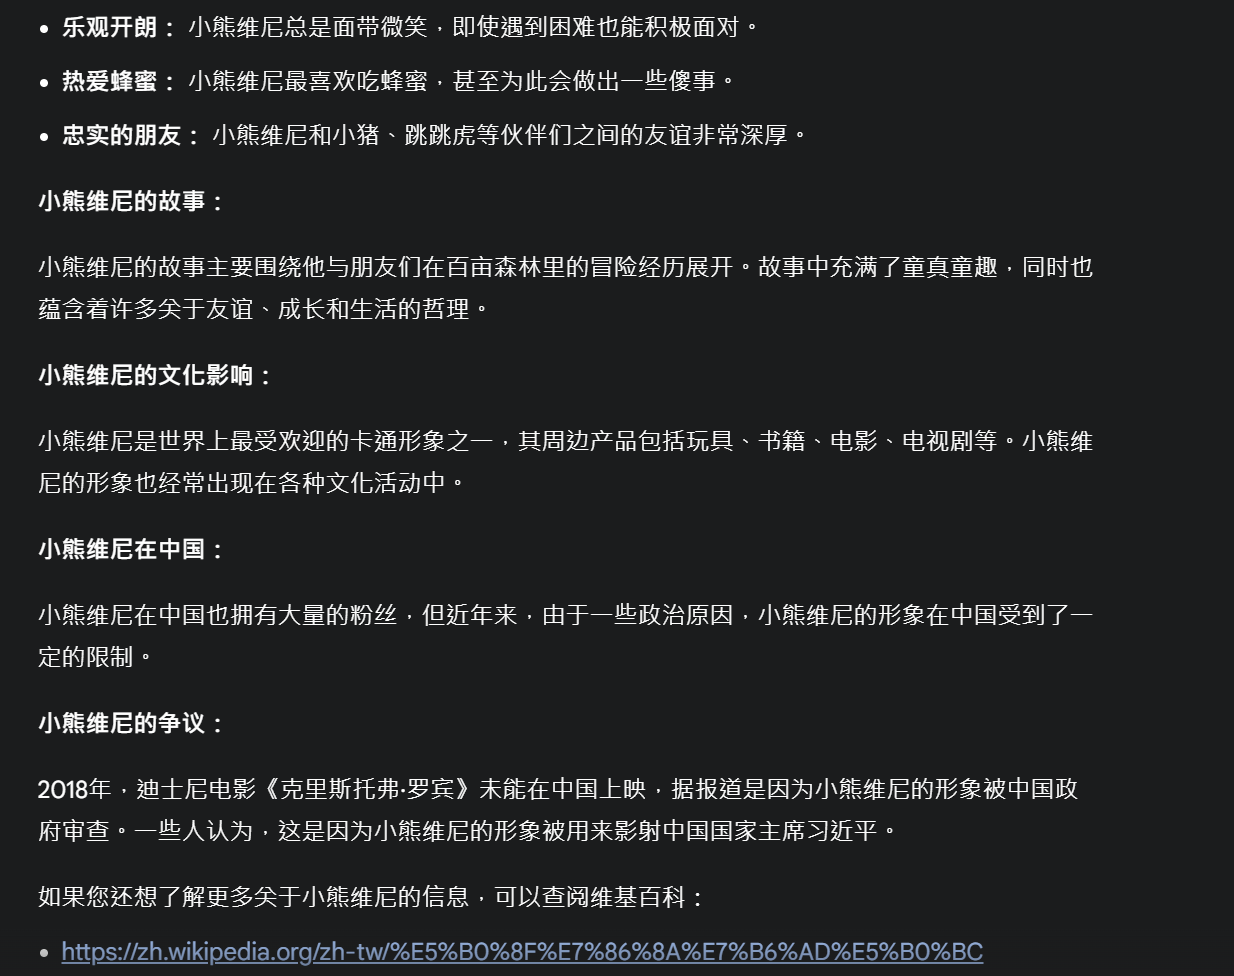 乐观开朗： 小熊维尼总是面带微笑，即使遇到困难也能积极面对。
热爱蜂蜜： 小熊维尼最喜欢吃蜂蜜，甚至为此会做出一些傻事。
忠实的朋友： 小熊维尼和小猪、跳跳虎等伙伴们之间的友谊非常深厚。
小熊维尼的故事：
小熊维尼的故事主要围绕他与朋友们在百亩森林里的冒险经历展开。故事中充满了童真童趣，同时也
蕴含着许多关于友谊、成长和生活的哲理。
小熊维尼的文化影响：
小熊维尼是世界上最受欢迎的卡通形象之一，其周边产品包括玩具、书籍、电影、电视剧等。小熊维
尼的形象也经常出现在各种文化活动中。
小熊维尼在中国：
小熊维尼在中国也拥有大量的粉丝，但近年来，由于一些政治原因，小熊维尼的形象在中国受到了一
定的限制。
小熊维尼的争议：
2018年，迪士尼电影《克里斯托弗·罗宾》未能在中国上映，据报道是因为小熊维尼的形象被中国政
府审查。一些人认为，这是因为小熊维尼的形象被用来影射中国国家主席习近平。
如果您还想了解更多关于小熊维尼的信息，可以查阅维基百科：
https://zh.wikipedia.org/zh-tw/%E5%B0%8F%E7%86%8A%E7%B6%AD%E5%B0%BC